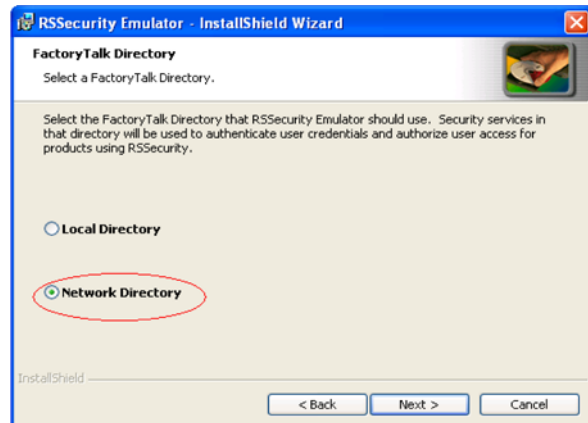 RSSecurity Emulator - InstallShield Wizard
FactoryTalk Directory
Select a FactoryTalk Directory.
Select the FactoryTalk Directory that RSSecurity Emulator should use. Security services in
that directory will be used to authenticate user credentials and authorize user access for
products using RSSecurity.
Local Directory
Network Directory
InstallShield
< Back
Next >
Cancel